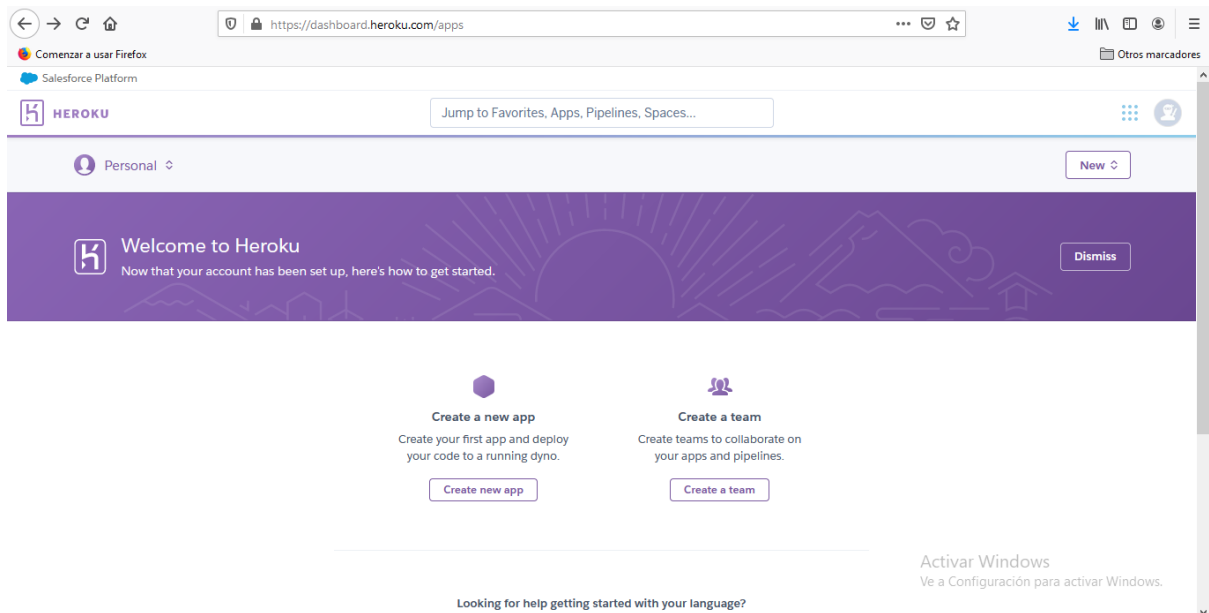 https://dashboard.heroku.com/apps
Comenzar a usar Firefox
Otros marcadores
Salesforce Platform
HEROKU
Jump to Favorites, Apps, Pipelines, Spaces...
Personal
New
Welcome to Heroku
Now that your account has been set up, here's how to get started.
Dismiss
Create a new app
Create your first app and deploy
your code to a running dyno.
Create new app
Create a team
Create teams to collaborate on
your apps and pipelines.
Create a team
Activar Windows
Ve a Configuración para activar Windows.
Looking for help getting started with your language?